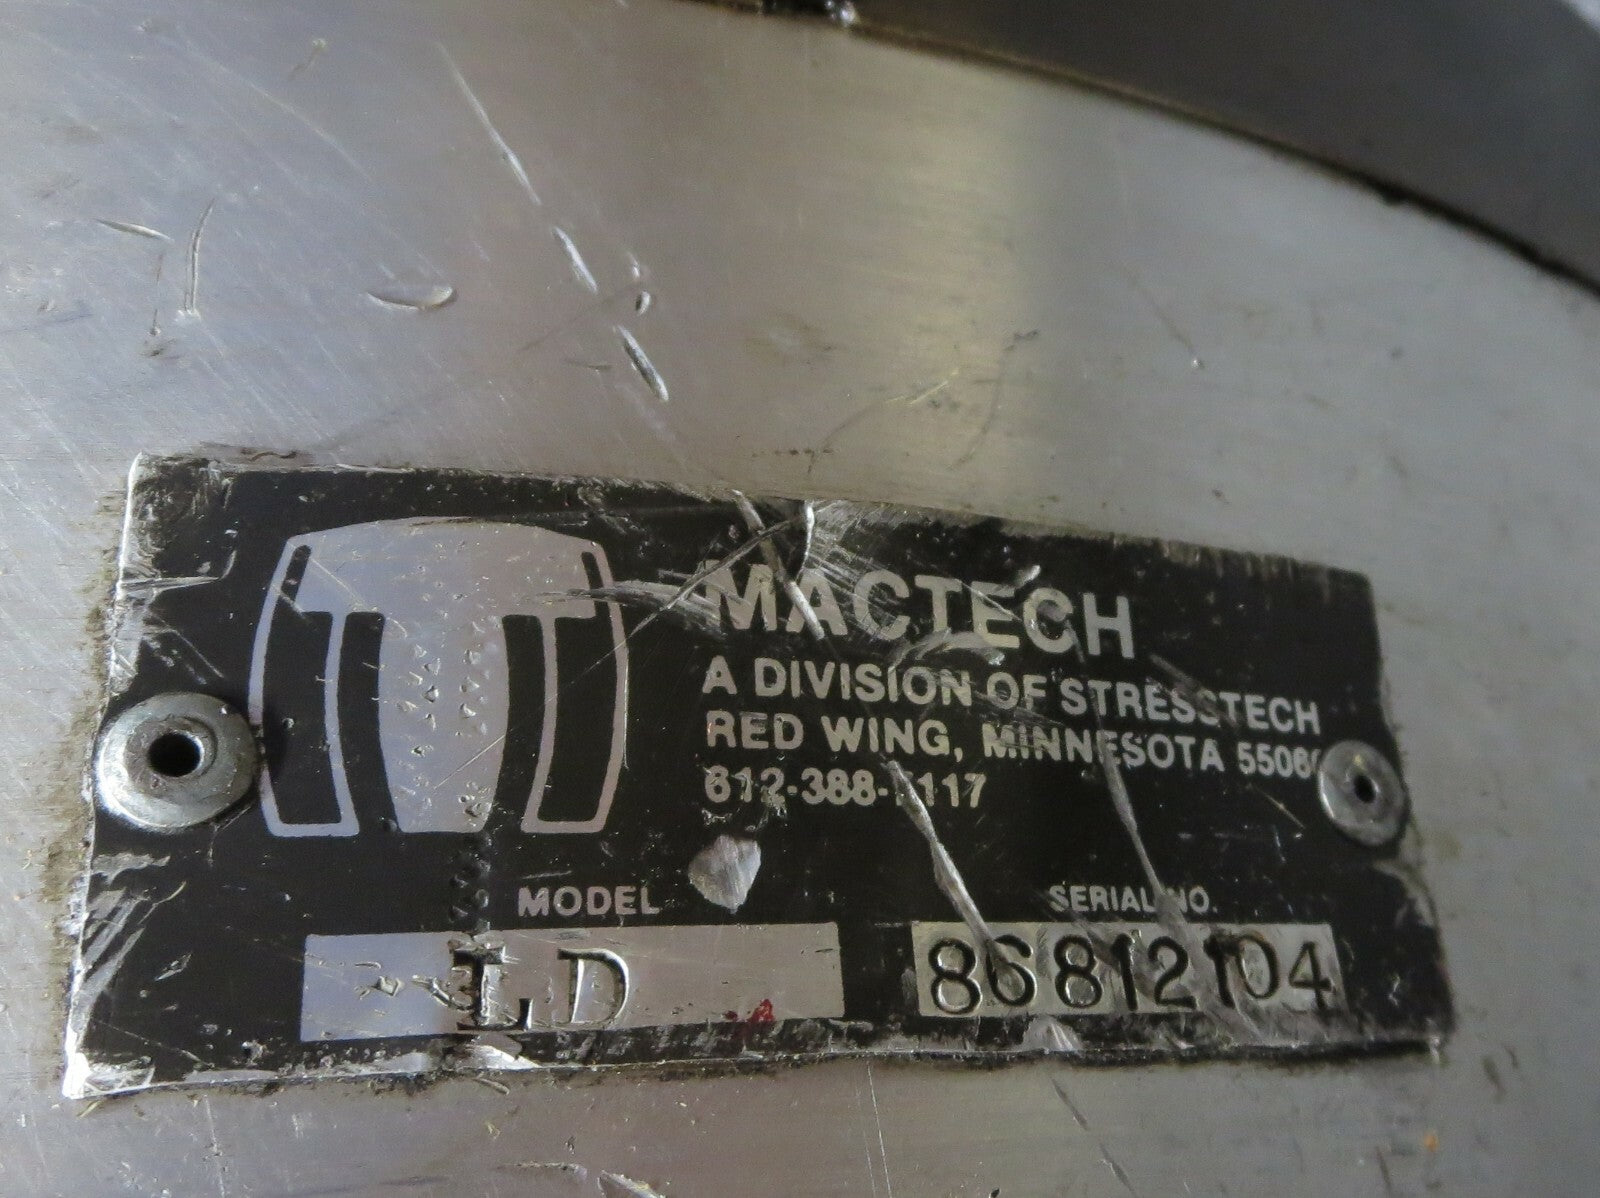 MACTECH
A DIVISION OF STRESSTECH
RED WING, MINNESOTA
MODEL
SERIAL NO.
LD
86812104